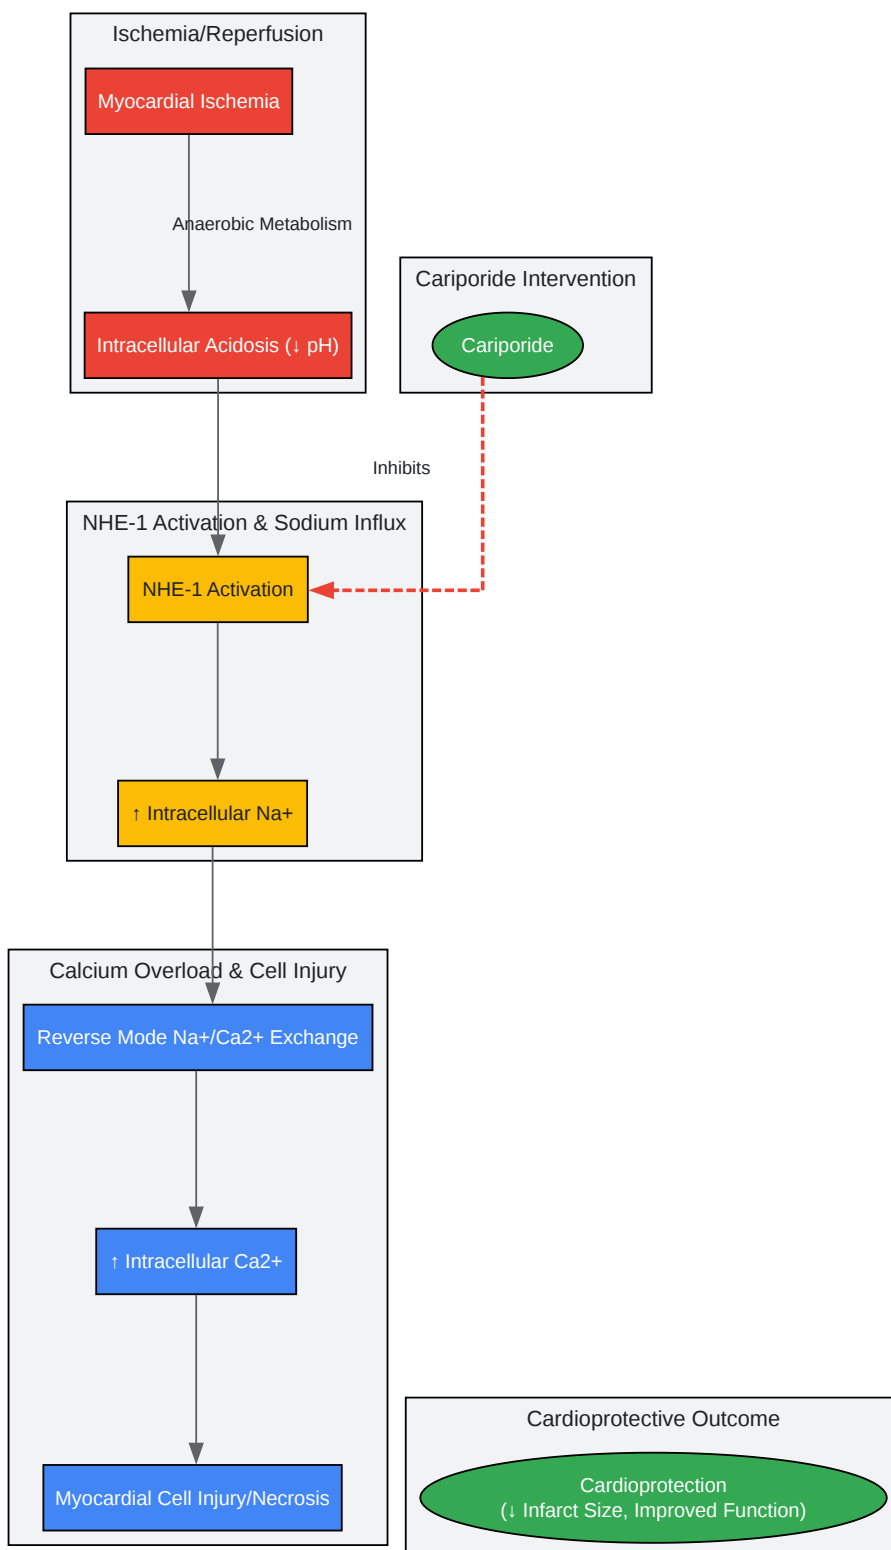 Ischemia/Reperfusion
Myocardial Ischemia
Anaerobic Metabolism
Cariporide Intervention
Intracellular Acidosis (↓ pH)
Cariporide
Inhibits
NHE-1 Activation & Sodium Influx
NHE-1 Activation
↑ Intracellular Na+
Calcium Overload & Cell Injury
Reverse Mode Na+/Ca2+ Exchange
↑ Intracellular Ca2+
Cardioprotective Outcome
Myocardial Cell Injury/Necrosis
Cardioprotection
(↓ Infarct Size, Improved Function)